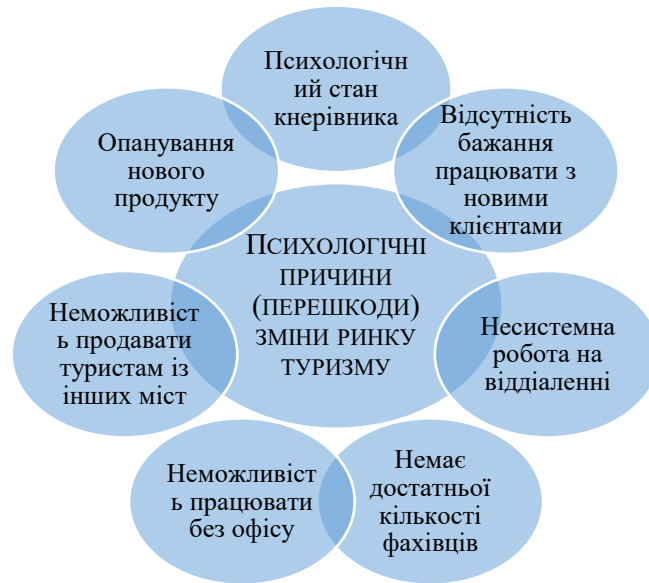 Психологічн
ий стан
кнерівника
Відсутність
бажання
працювати з
новими
клієнтами
Несистемна
робота на
віддіаленні
Немає
достатньої
кількості
фахівців
Неможливіст
ь працювати
без офісу
Неможливіст
ь продавати
туристам із
інших міст
Опанування
нового
продукту
ПСИХОЛОГІЧНІ
ПРИЧИНИ
(ПЕРЕШКОДИ)
ЗМІНИ РИНКУ
ТУРИЗМУ